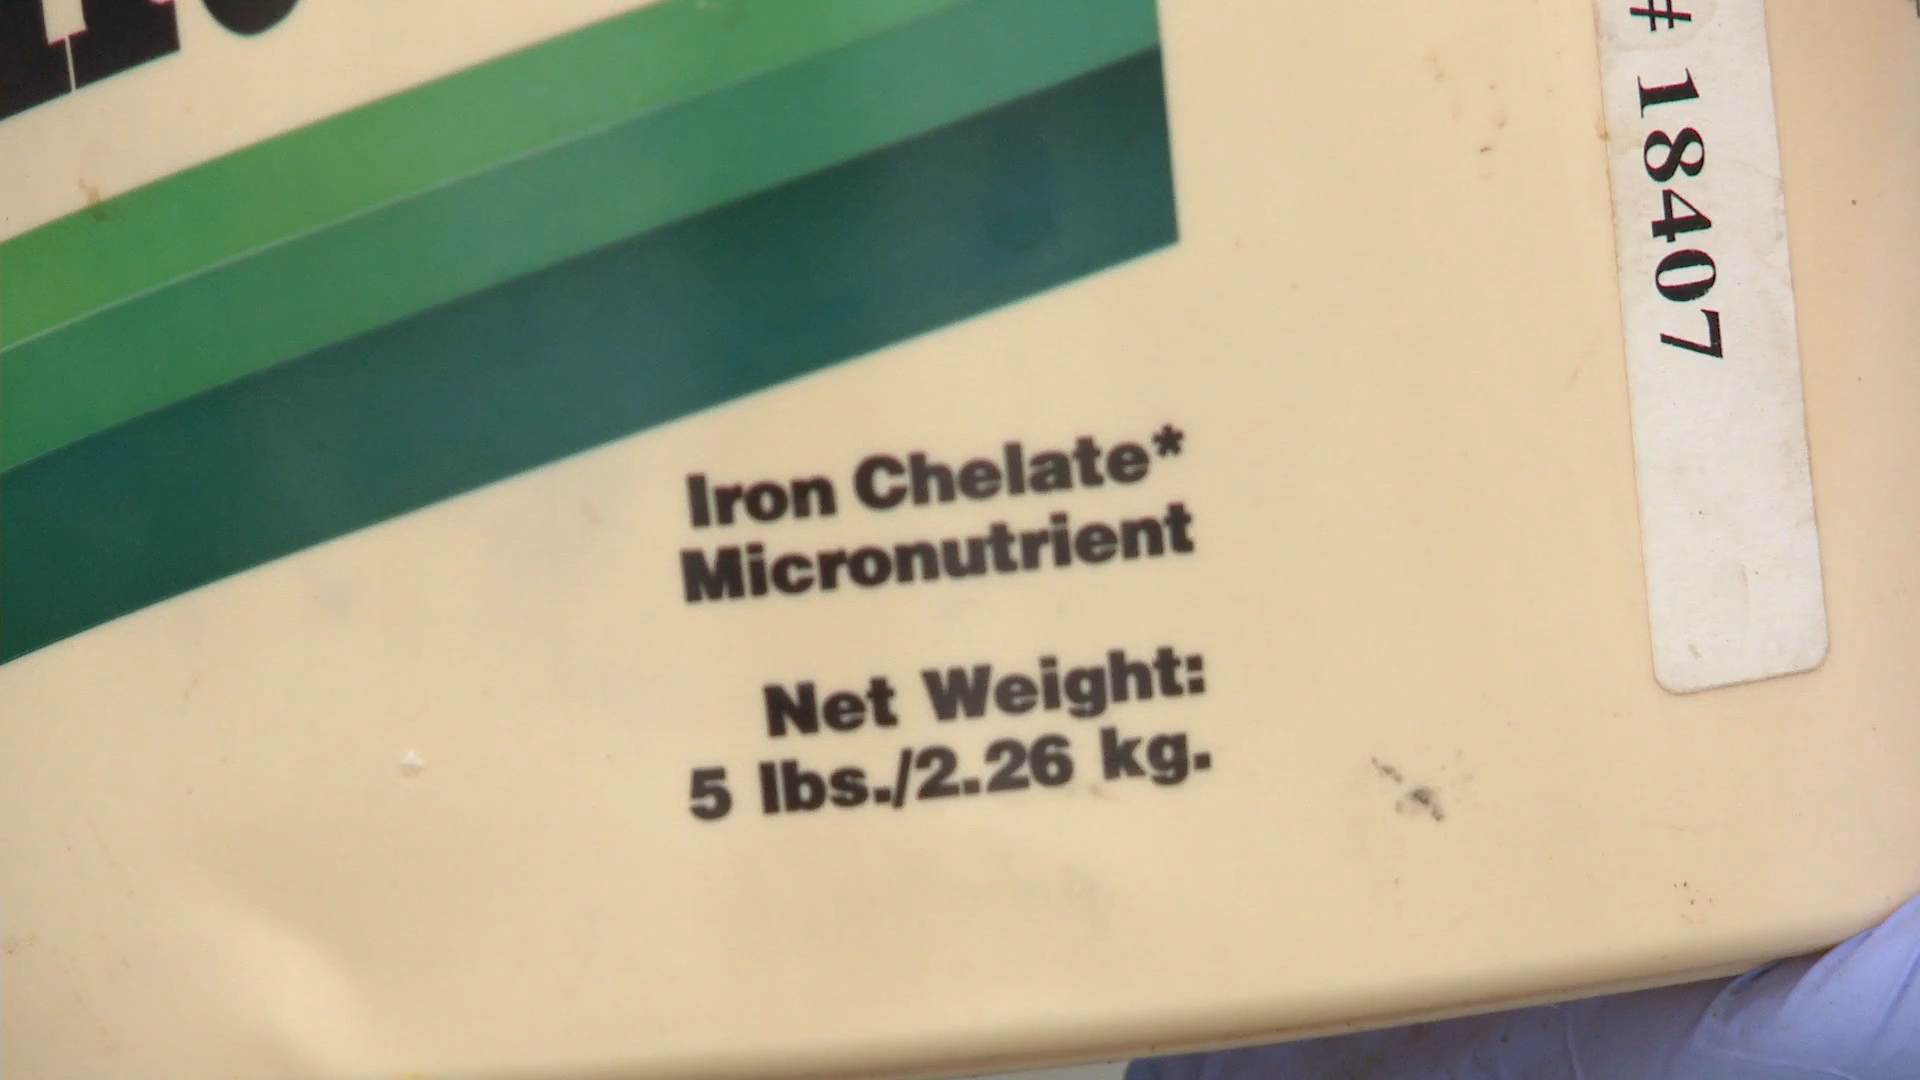 Iron Chelate*
Micronutrient
Net Weight:
5 lbs./2.26 kg.
# 18407